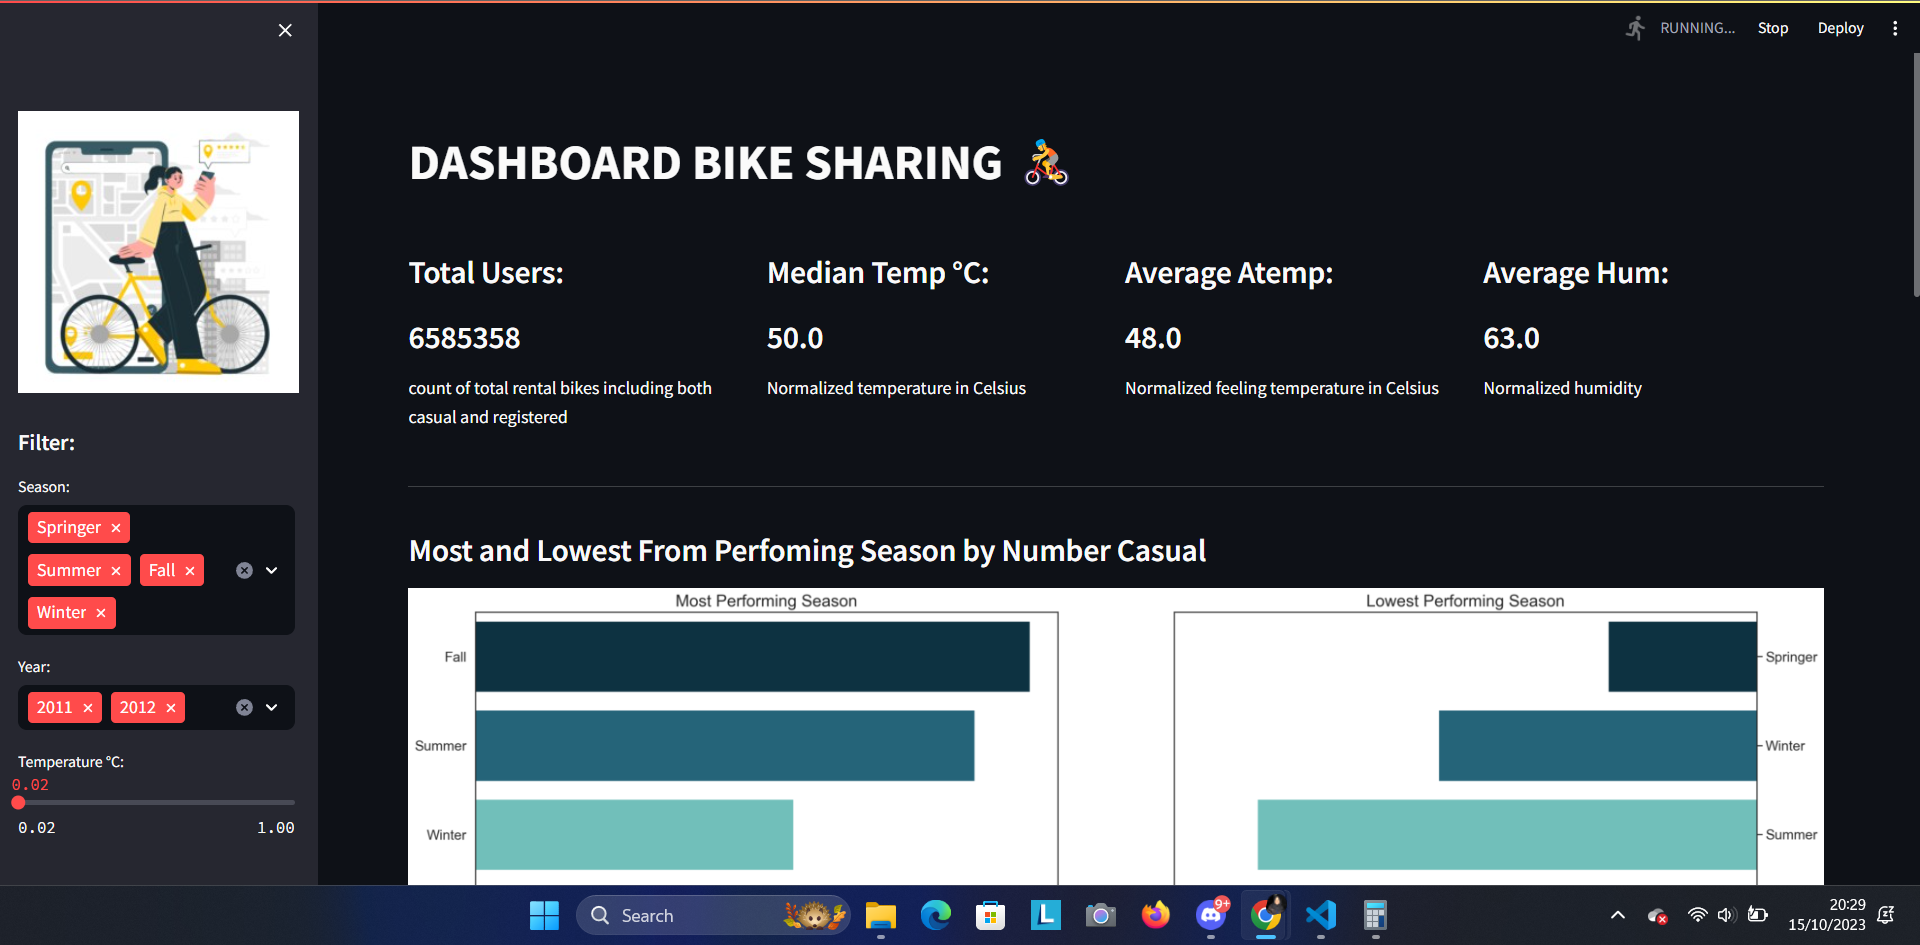 RUNNING...
Stop
Deploy
DASHBOARD BIKE SHARING
Total Users:
6585358
count of total rental bikes including both
casual and registered
Median Temp °C:
50.0
Normalized temperature in Celsius
Average Atemp:
48.0
Normalized feeling temperature in Celsius
Average Hum:
63.0
Normalized humidity
Filter:
Season:
Springer
Summer
Fall
Winter
Year:
2011
2012
Temperature °C:
0.02
0.02
1.00
Most and Lowest From Perfoming Season by Number Casual
Most Performing Season
Fall
Summer
Winter
Lowest Performing Season
Springer
Winter
Summer
Search
L
9+
20:29
15/10/2023